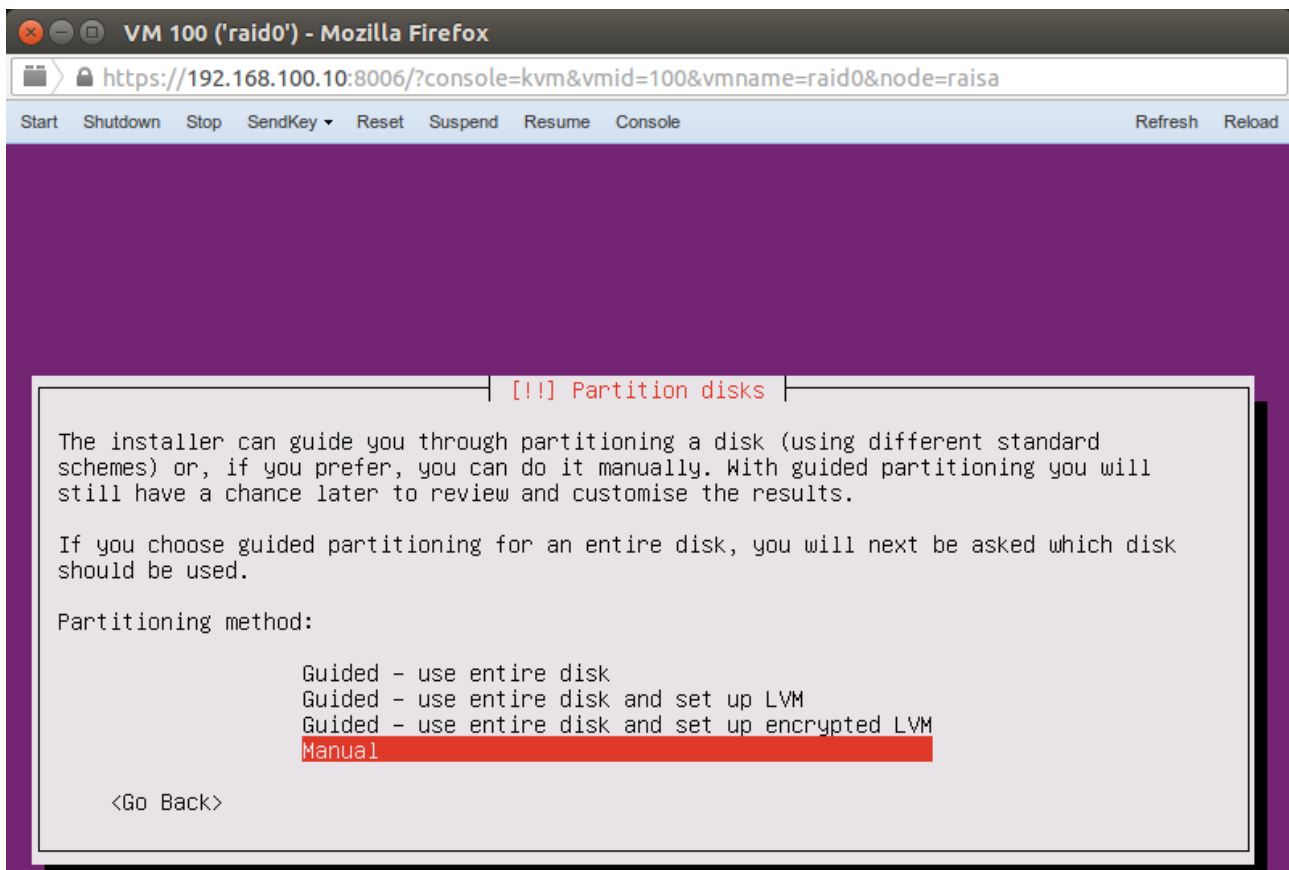 VM 100 ('raid0') - Mozilla Firefox
https://192.168.100.10:8006/?console=kvm&vmid=100&vmname=raid0&node=raisa
Start Shutdown Stop SendKey Reset Suspend Resume Console Refresh Reload
[!!] Partition disks
The installer can guide you through partitioning a disk (using different standard
schemes) or, if you prefer, you can do it manually. With guided partitioning you will
still have a chance later to review and customise the results.
If you choose guided partitioning for an entire disk, you will next be asked which disk
should be used.
Partitioning method:
Guided - use entire disk
Guided - use entire disk and set up LVM
Guided - use entire disk and set up encrypted LVM
Manual
<Go Back>